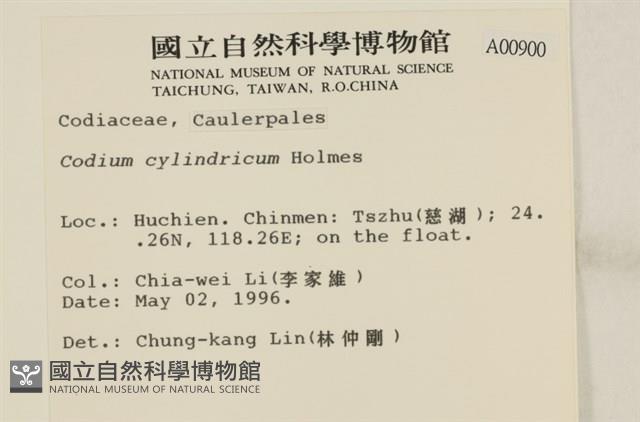 國立自然科學博物館
A00900
NATIONAL MUSEUM OF NATURAL SCIENCE
TAICHUNG, TAIWAN, R.O.CHINA
Codiaceae, Caulerpales
Codium cylindricum Holmes
Loc.: Huchien. Chinmen: Tszhu(慈湖); 24.
.26N, 118.26E; on the float.
Col.: Chia-wei Li(李家維)
Date: May 02, 1996.
Det.: Chung-kang Lin(林仲剛)
國立自然科學博物館
NATIONAL MUSEUM OF NATURAL SCIENCE